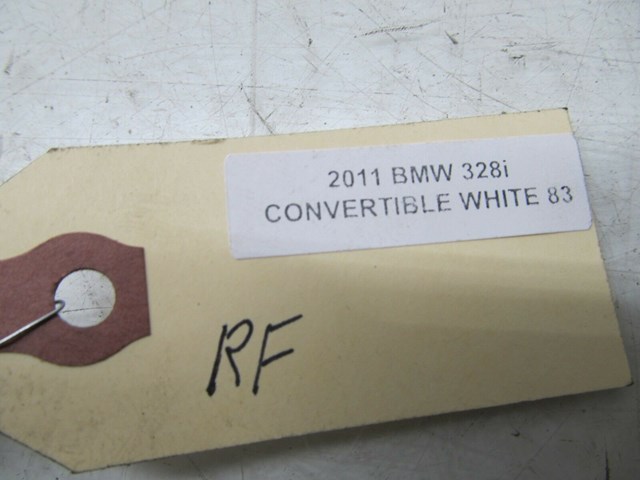 2011 BMW 328i
CONVERTIBLE WHITE 83
RF